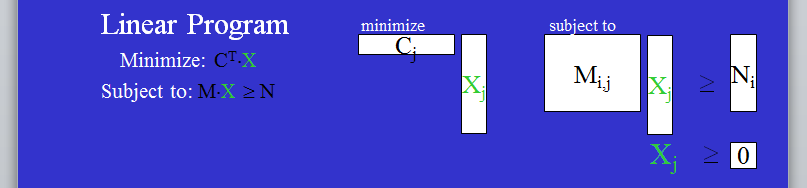 Linear Program
Minimize: Cᵀ·X
Subject to: M·X ≥ N
minimize
Cj
Xj
subject to
Mi,j
Xj
≥
Ni
Xj ≥ 0